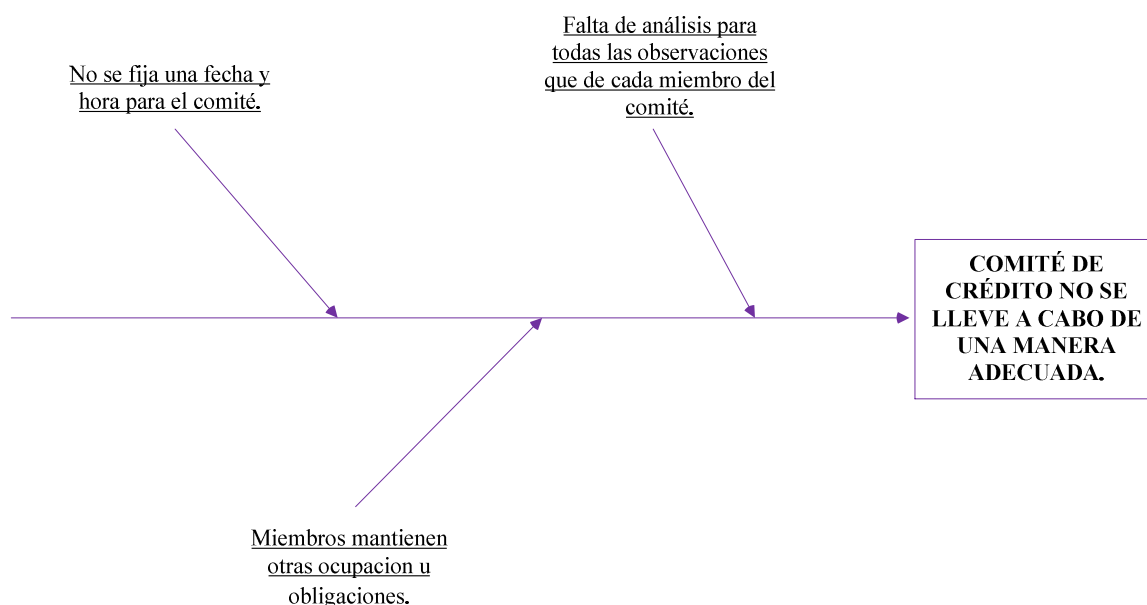 No se fija una fecha y
hora para el comité.
Falta de análisis para
todas las observaciones
que de cada miembro del
comité.
COMITÉ DE
CRÉDITO NO SE
LLEVE A CABO DE
UNA MANERA
ADECUADA.
Miembros mantienen
otras ocupacion u
obligaciones.